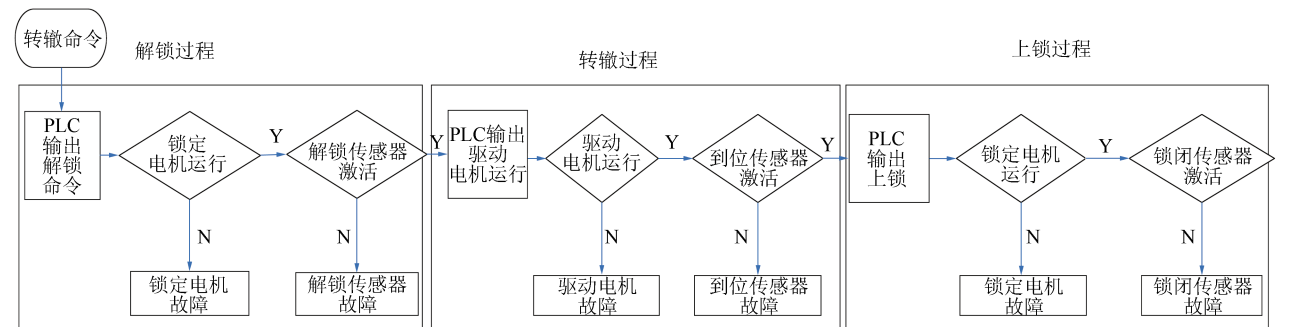 转辙命令
解锁过程
转辙过程
上锁过程
PLC
输出
解锁
命令
锁定
电机运行
Y
解锁传感器
激活
Y
PLC输出
驱动
电机运行
驱动
电机运行
Y
到位传感器
激活
Y
PLC
输出
上锁
锁定电机
运行
Y
锁闭传感器
激活
N
N
N
N
N
N
锁定电机
故障
解锁传感器
故障
驱动电机
故障
到位传感器
故障
锁定电机
故障
锁闭传感器
故障